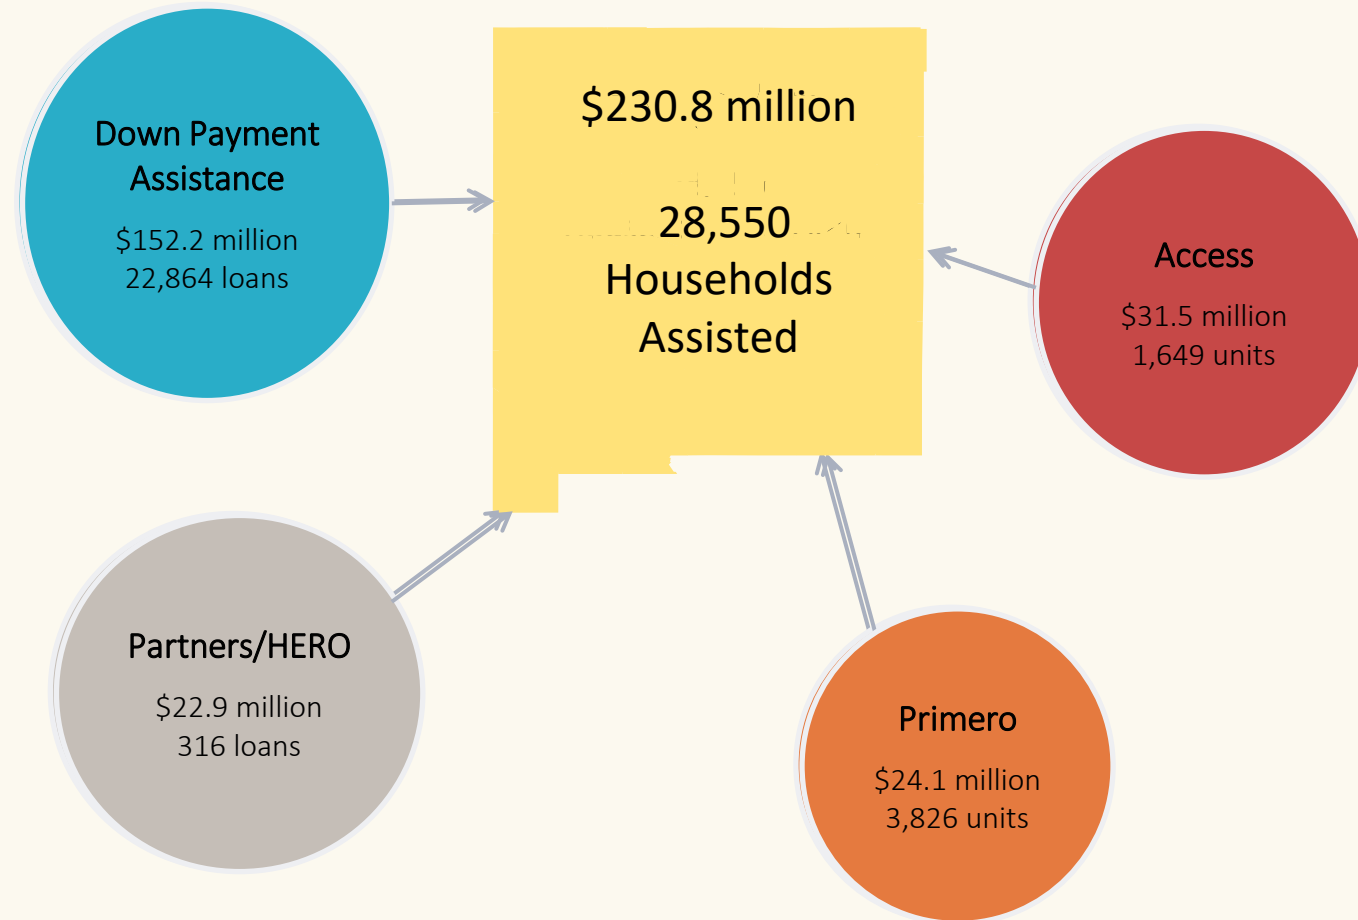 Down Payment
Assistance
$152.2 million
22,864 loans
$230.8 million
28,550
Households
Assisted
Access
$31.5 million
1,649 units
Partners/HERO
$22.9 million
316 loans
Primero
$24.1 million
3,826 units